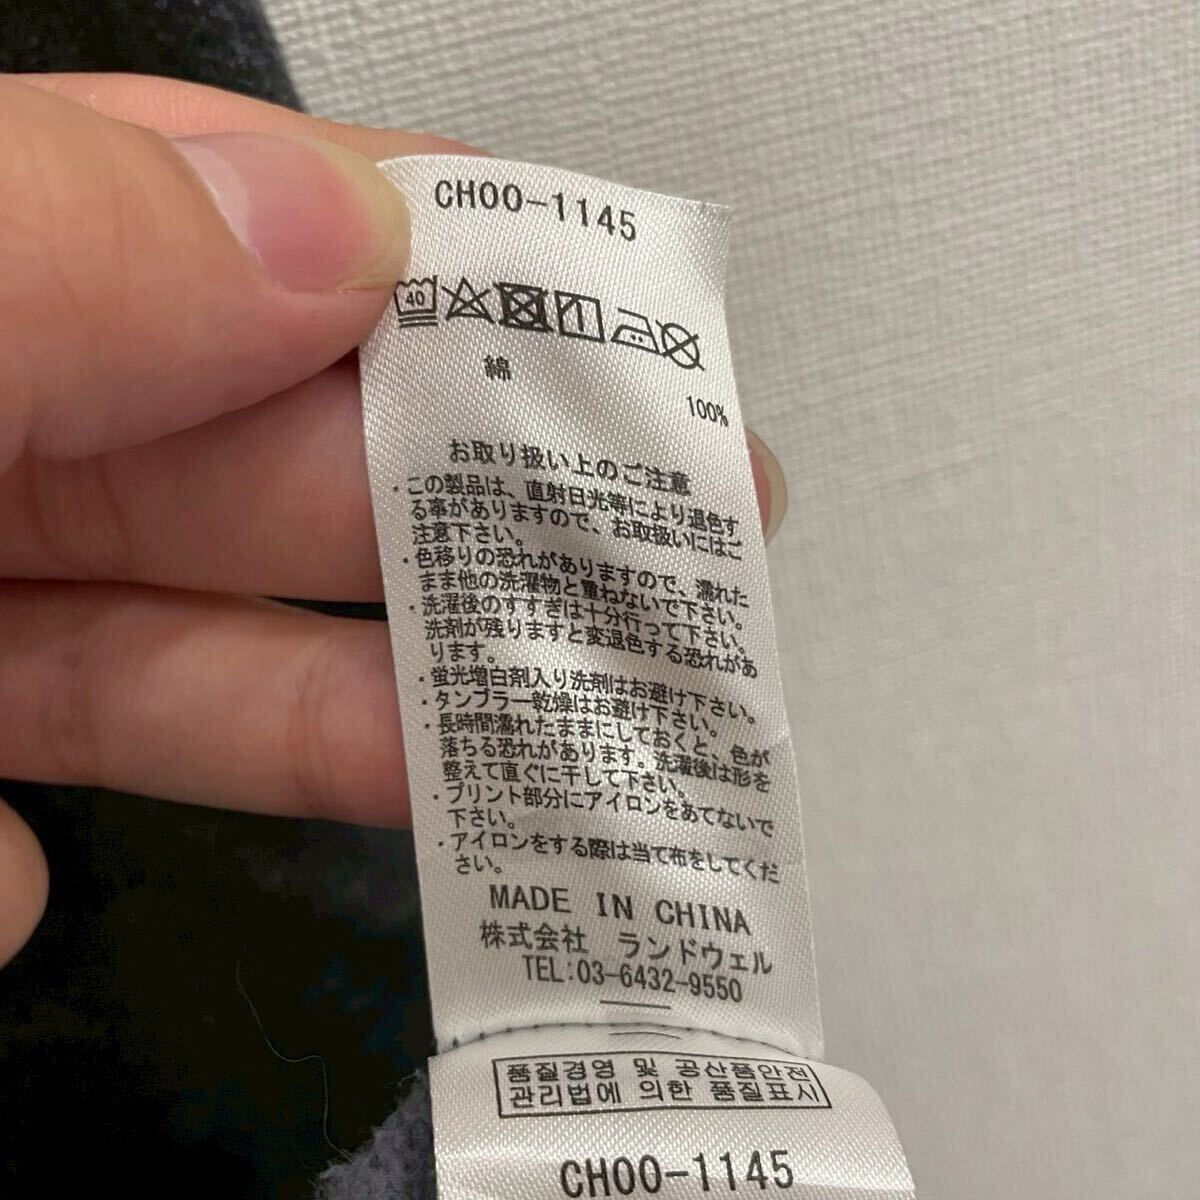 CH00-1145
40
綿
100%
お取り扱い上のご注意
・この製品は、直射日光等により退色す
る事がありますので、お取扱いにはご
注意下さい。
・色移りの恐れがありますので、濡れた
まま他の洗濯物と重ねないで下さい。
・洗濯後のすすぎは十分行って下さい。
洗剤が残りますと変退色する恐れがあ
ります。
・蛍光増白剤入り洗剤はお避け下さい。
・タンブラー乾燥はお避け下さい。
・長時間濡れたままにしておくと、色が
落ちる恐れがあります。洗濯後は形を
整えて直ぐに干して下さい。
・プリント部分にアイロンをあてないで
下さい。
・アイロンをする際は当て布をしてくだ
さい。
MADE IN CHINA
株式会社 ランドウェル
TEL:03-6432-9550
품질경영 및 공산품안전
관리법에 의한 품질표시
CH00-1145